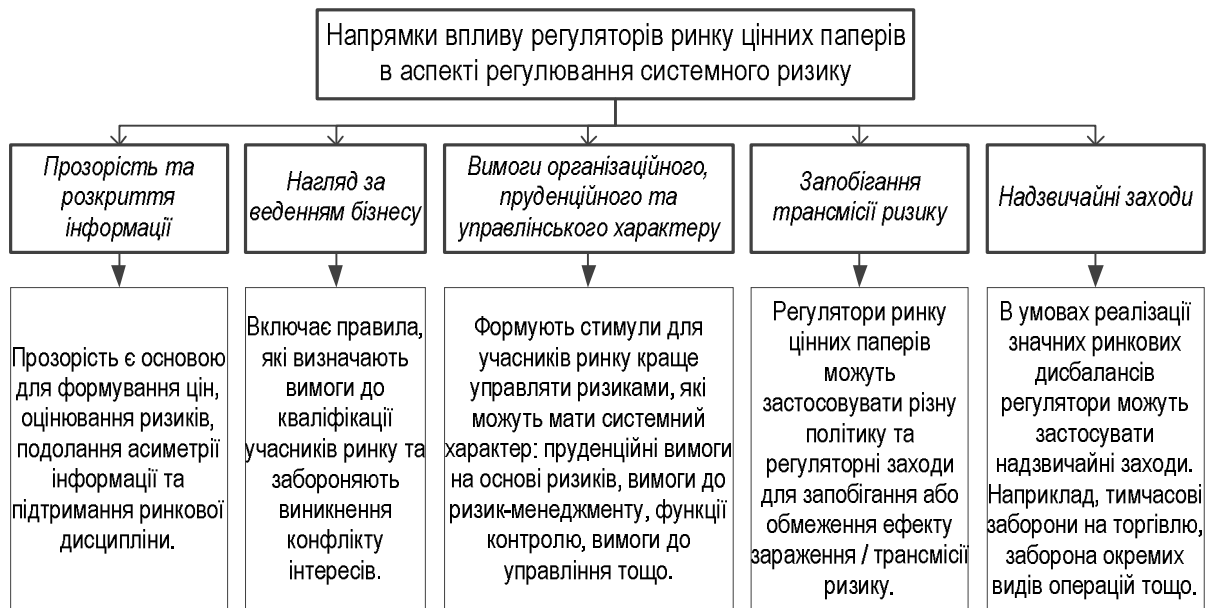 Напрямки впливу регуляторів ринку цінних паперів
в аспекті регулювання системного ризику
Прозорість та
розкриття
інформації
Нагляд за
веденням бізнесу
Вимоги організаційного,
пруденційного та
управлінського характеру
Запобігання
трансмісії ризику
Надзвичайні заходи
Прозорість є основою
для формування цін,
оцінювання ризиків,
подолання асиметрії
інформації та
підтримання ринкової
дисципліни.
Включає правила,
які визначають
вимоги до
кваліфікації
учасників ринку та
забороняють
виникнення
конфлікту
інтересів.
Формують стимули для
учасників ринку краще
управляти ризиками, які
можуть мати системний
характер: пруденційні вимоги
на основі ризиків, вимоги до
ризик-менеджменту, функції
контролю, вимоги до
управління тощо.
Регулятори ринку
цінних паперів
можуть
застосовувати різну
політику та
регуляторні заходи
для запобігання або
обмеження ефекту
зараження / трансмісії
ризику.
В умовах реалізації
значних ринкових
дисбалансів
регулятори можуть
застосувати
надзвичайні заходи.
Наприклад, тимчасові
заборони на торгівлю,
заборона окремих
видів операцій тощо.